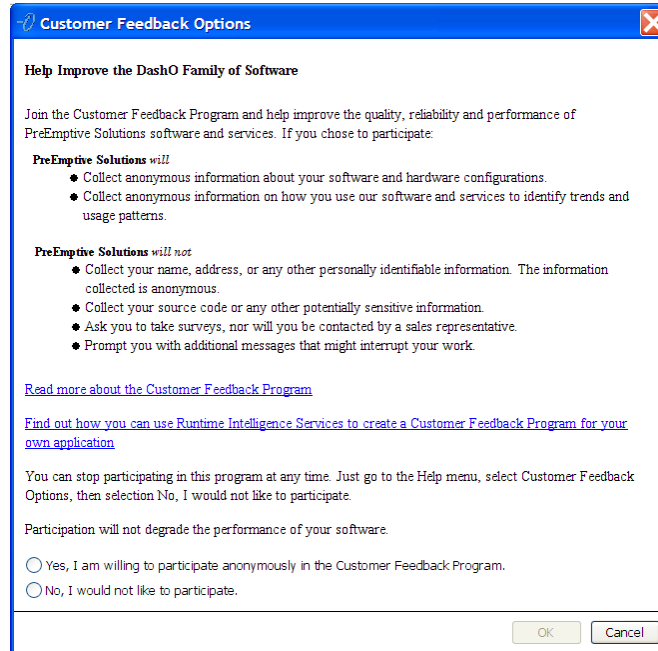 Customer Feedback Options
Help Improve the DashO Family of Software
Join the Customer Feedback Program and help improve the quality, reliability and performance of
PreEmptive Solutions software and services. If you chose to participate:
PreEmptive Solutions will
● Collect anonymous information about your software and hardware configurations.
● Collect anonymous information on how you use our software and services to identify trends and
usage patterns.
PreEmptive Solutions will not
● Collect your name, address, or any other personally identifiable information. The information
collected is anonymous.
● Collect your source code or any other potentially sensitive information.
● Ask you to take surveys, nor will you be contacted by a sales representative.
● Prompt you with additional messages that might interrupt your work.
Read more about the Customer Feedback Program
Find out how you can use Runtime Intelligence Services to create a Customer Feedback Program for your
own application
You can stop participating in this program at any time. Just go to the Help menu, select Customer Feedback
Options, then selection No, I would not like to participate.
Participation will not degrade the performance of your software.
Yes, I am willing to participate anonymously in the Customer Feedback Program.
No, I would not like to participate.
OK Cancel